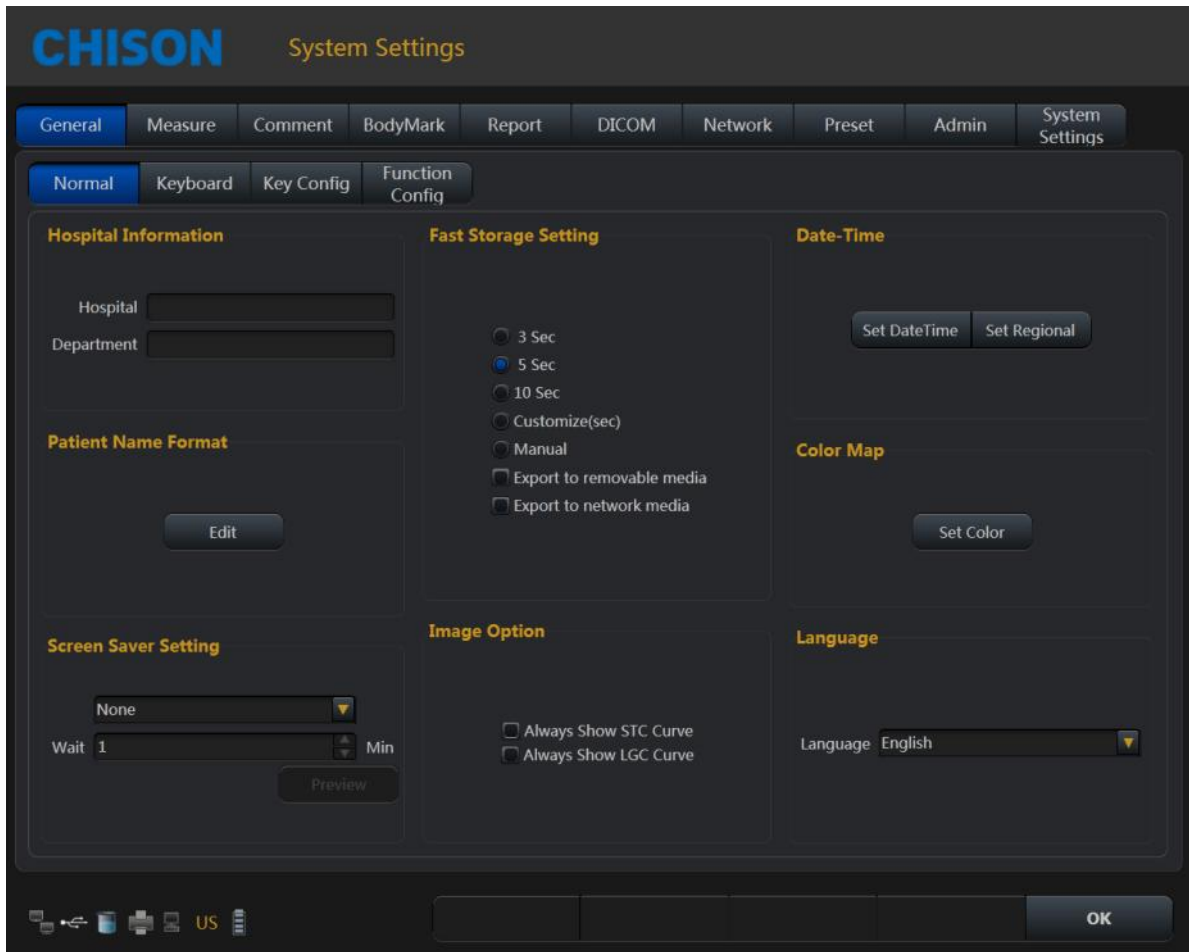 CHISON
System Settings
General
Measure
Comment
BodyMark
Report
DICOM
Network
Preset
Admin
System
Settings
Normal
Keyboard
Key Config
Function
Config
Hospital Information
Hospital
Department
Patient Name Format
Edit
Screen Saver Setting
None
Wait 1 Min
Preview
Fast Storage Setting
3 Sec
5 Sec
10 Sec
Customize(sec)
Manual
Export to removable media
Export to network media
Image Option
Always Show STC Curve
Always Show LGC Curve
Date-Time
Set DateTime
Set Regional
Color Map
Set Color
Language
Language English
US
OK